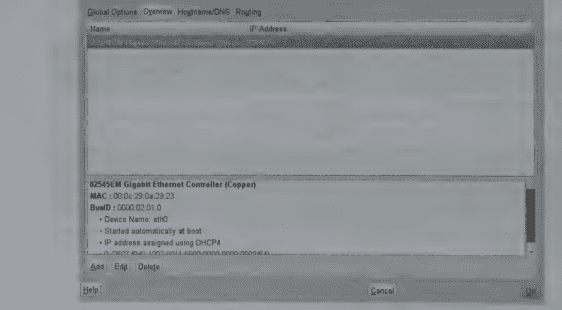 Global Options Overview Hostname/DNS Routing
Name IP Address
82545EM Gigabit Ethernet Controller (Copper)
MAC : 00:0c:29:0a:29:23
BusID : 0000:02:01.0
• Device Name: eth0
• Started automatically at boot
• IP address assigned using DHCP4
Add Edit Delete
Help Cancel OK